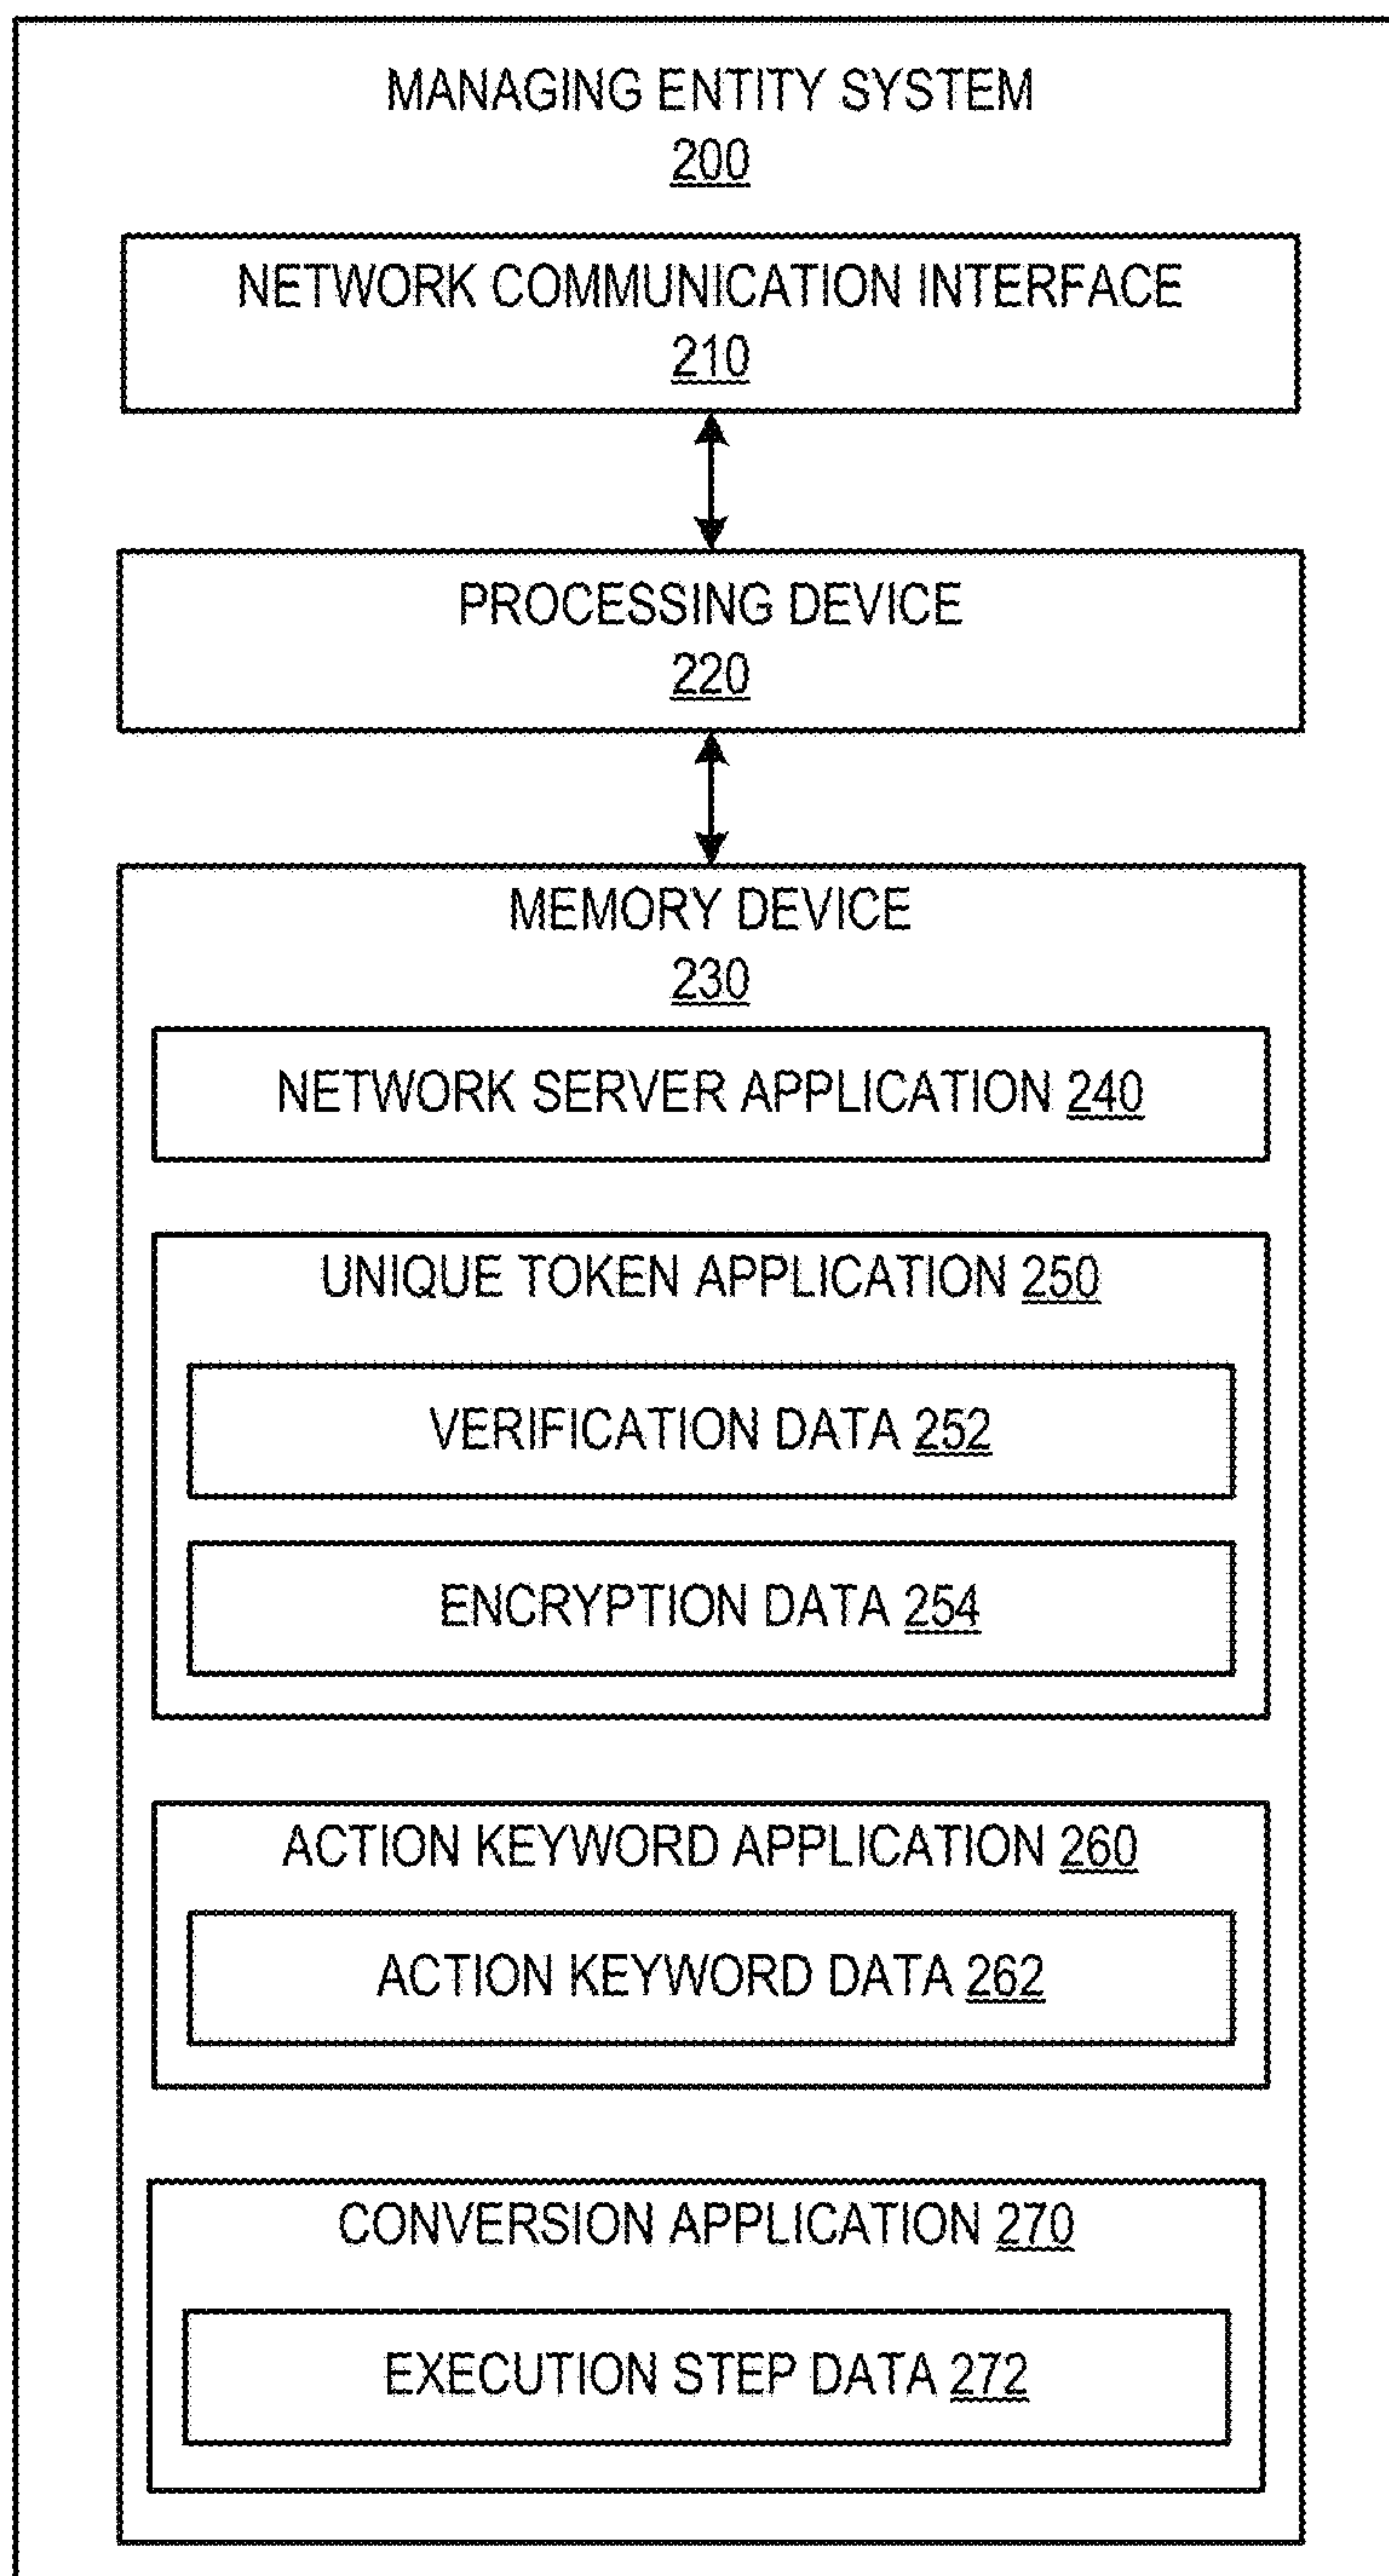 MANAGING ENTITY SYSTEM
200
NETWORK COMMUNICATION INTERFACE
210
PROCESSING DEVICE
220
MEMORY DEVICE
230
NETWORK SERVER APPLICATION 240
UNIQUE TOKEN APPLICATION 250
VERIFICATION DATA 252
ENCRYPTION DATA 254
ACTION KEYWORD APPLICATION 260
ACTION KEYWORD DATA 262
CONVERSION APPLICATION 270
EXECUTION STEP DATA 272